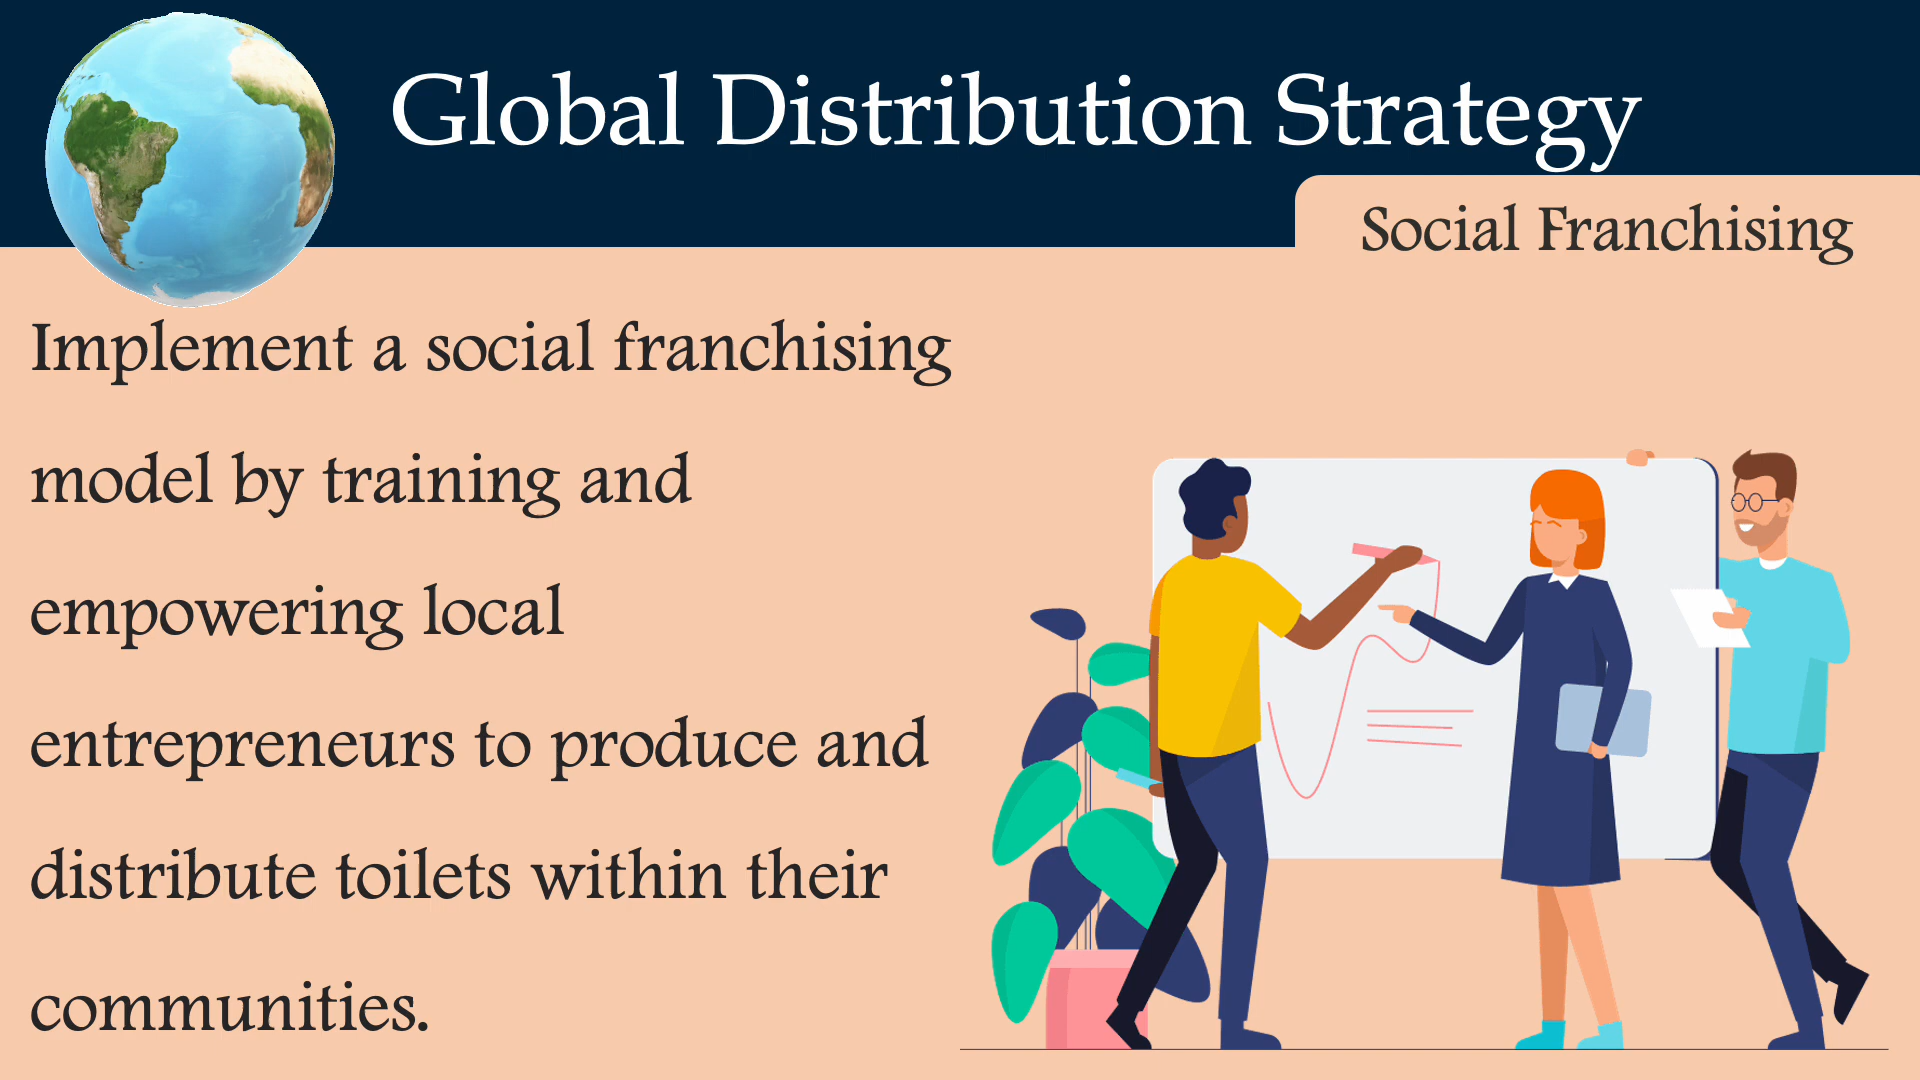 Global Distribution Strategy
Social Franchising
Implement a social franchising
model by training and
empowering local
entrepreneurs to produce and
distribute toilets within their
communities.